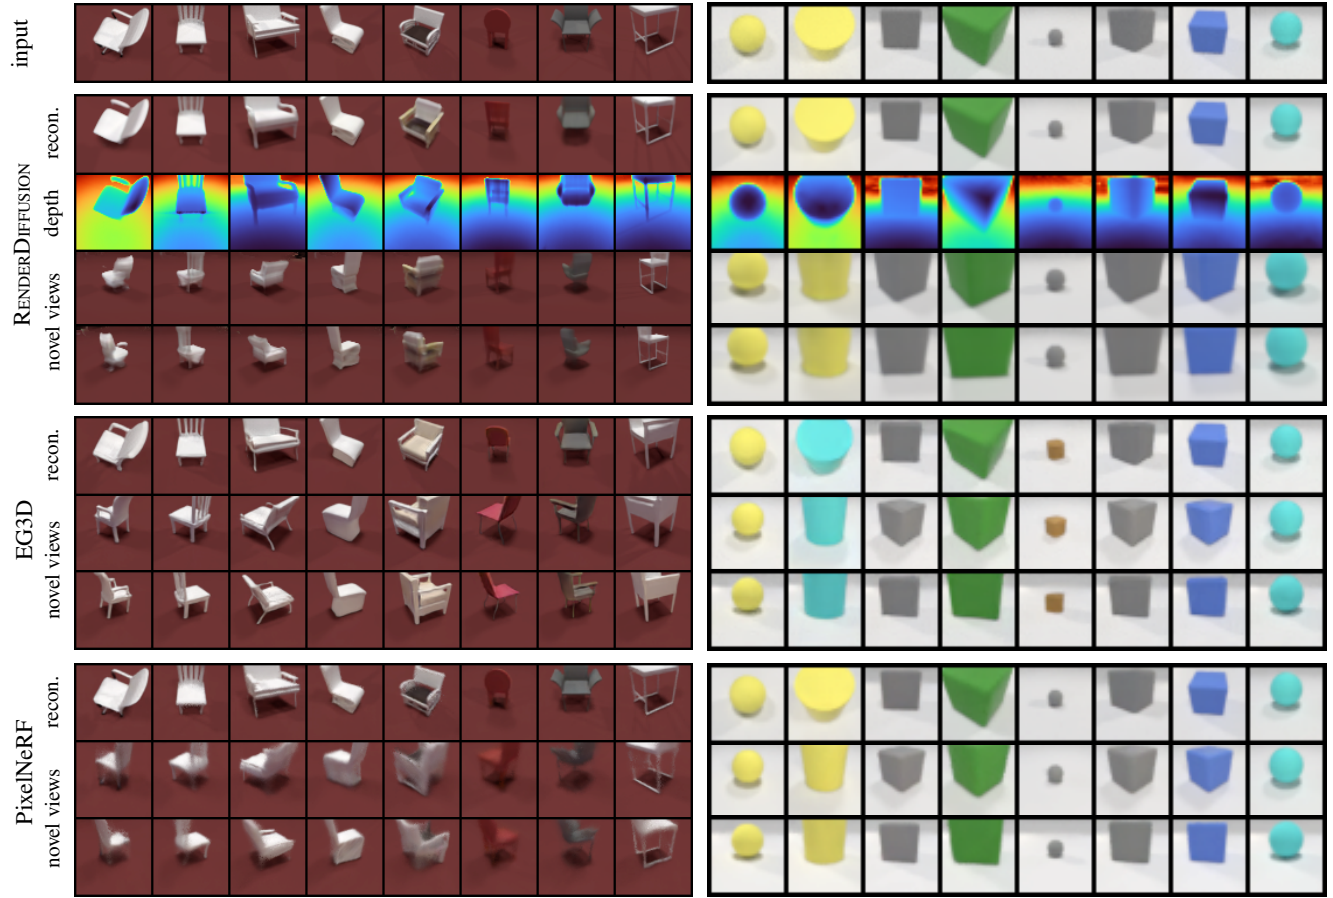 input
RENDERDIFFUSION
recon.
depth
novel views
EG3D
recon.
novel views
PixelNeRF
recon.
novel views